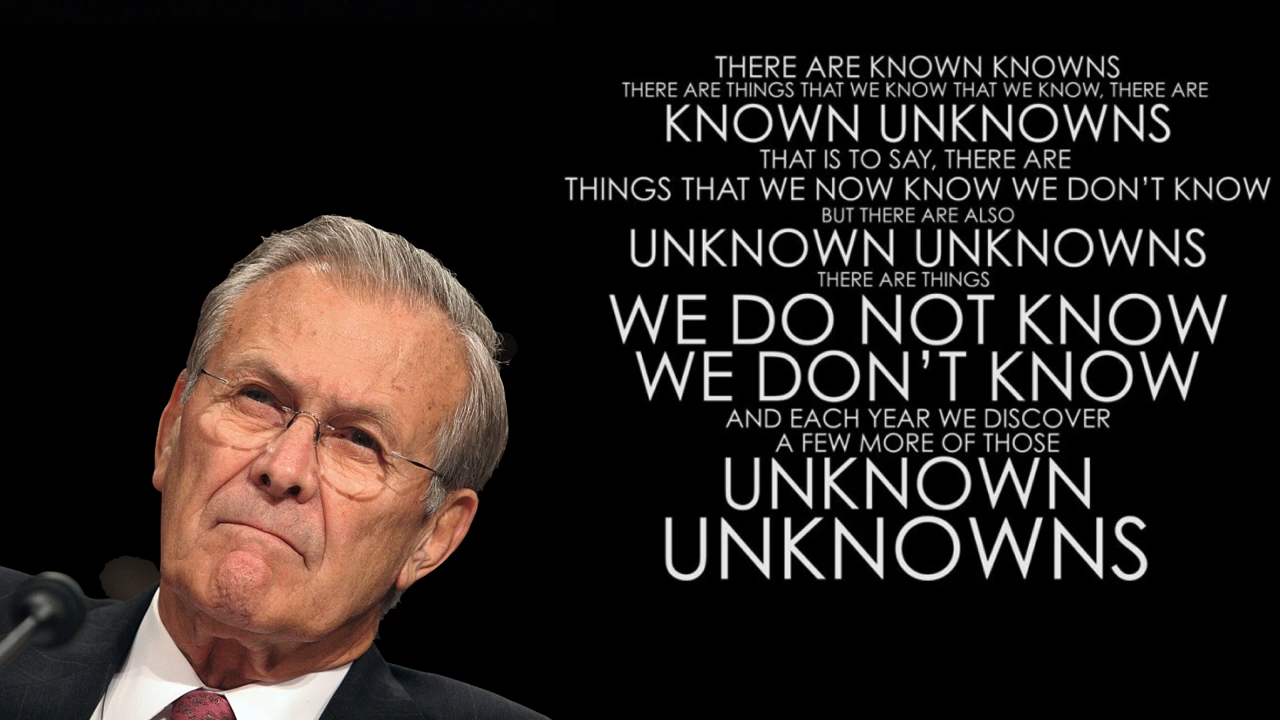 THERE ARE KNOWN KNOWNS
THERE ARE THINGS THAT WE KNOW THAT WE KNOW, THERE ARE
KNOWN UNKNOWNS
THAT IS TO SAY, THERE ARE
THINGS THAT WE NOW KNOW WE DON'T KNOW
BUT THERE ARE ALSO
UNKNOWN UNKNOWNS
THERE ARE THINGS
WE DO NOT KNOW
WE DON'T KNOW
AND EACH YEAR WE DISCOVER
A FEW MORE OF THOSE
UNKNOWN
UNKNOWNS